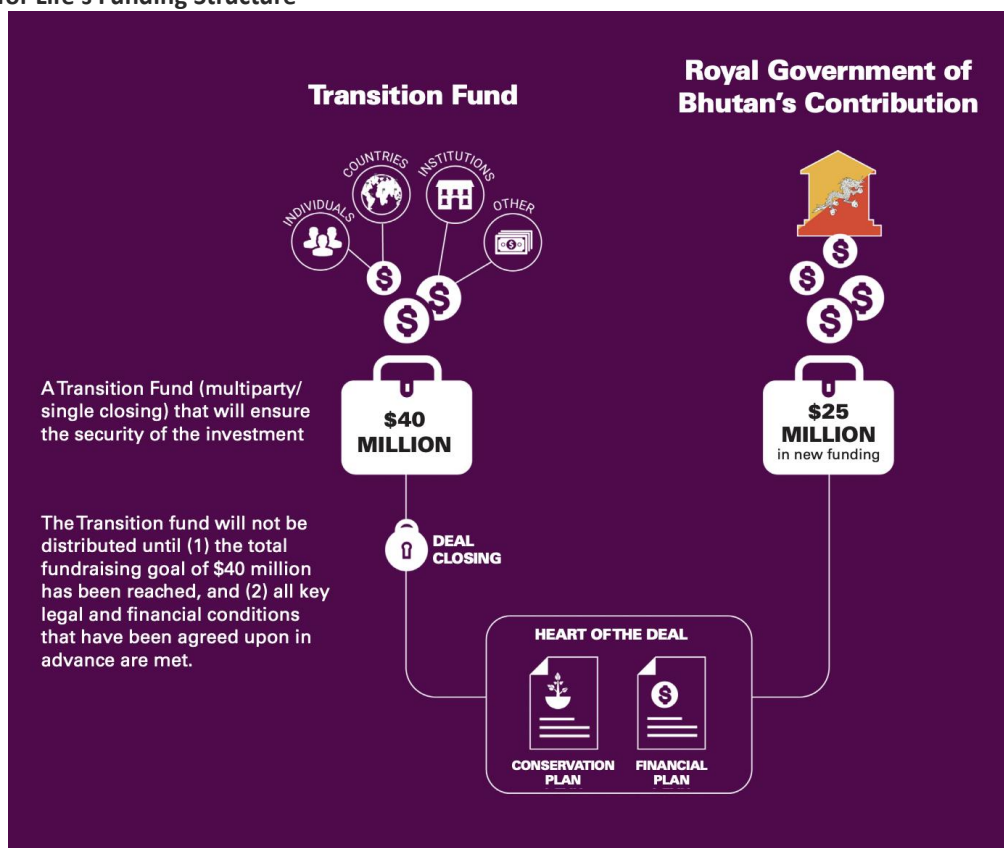 for Life's Funding Structure
Transition Fund
Royal Government of
Bhutan's Contribution
INDIVIDUALS
COUNTRIES
INSTITUTIONS
OTHER
A Transition Fund (multiparty/
single closing) that will ensure
the security of the investment
$40
MILLION
$25
MILLION
in new funding
The Transition fund will not be
distributed until (1) the total
fundraising goal of $40 million
has been reached, and (2) all key
legal and financial conditions
that have been agreed upon in
advance are met.
DEAL
CLOSING
HEART OF THE DEAL
CONSERVATION
PLAN
FINANCIAL
PLAN